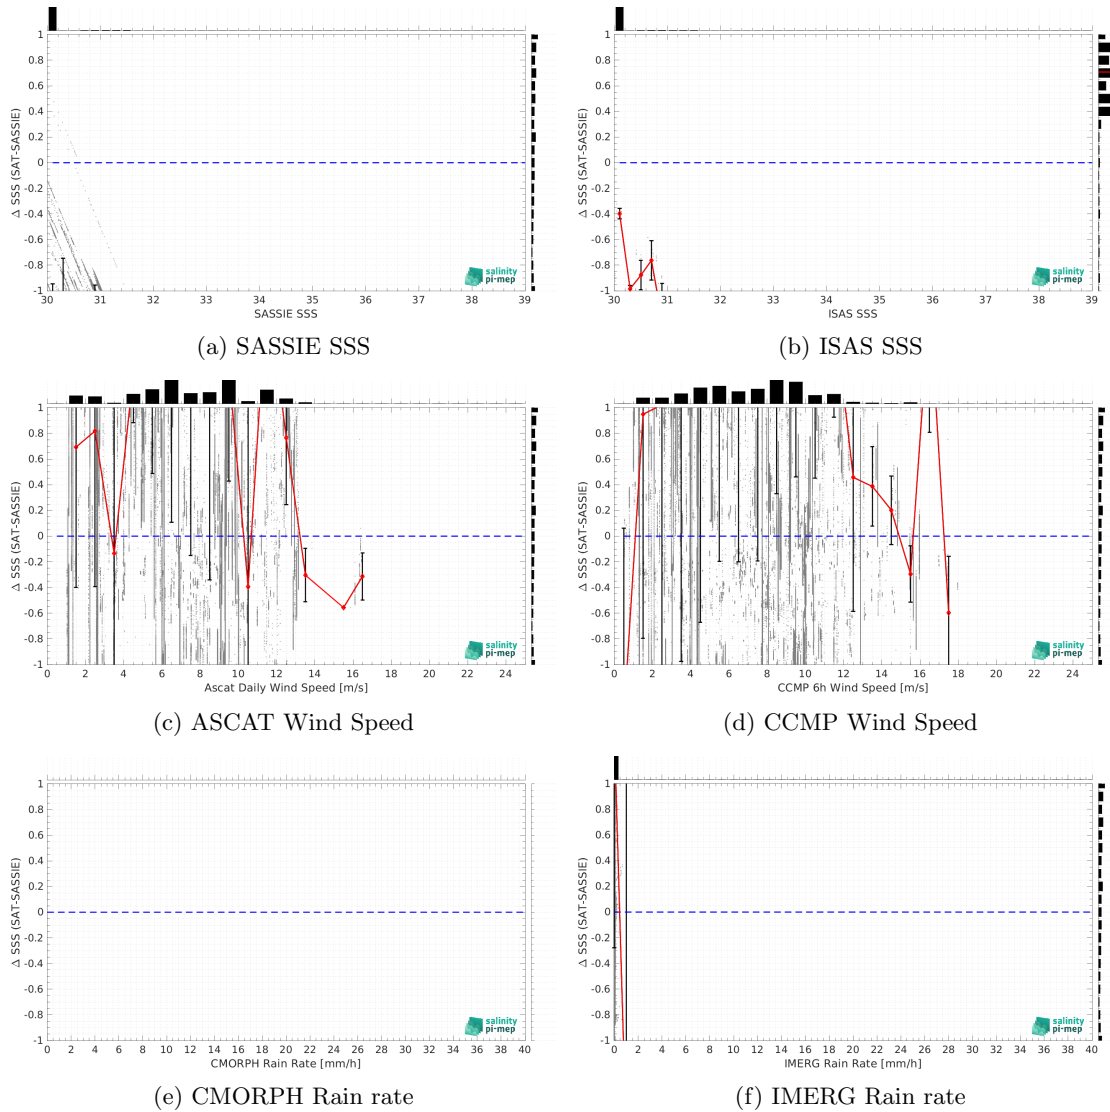 1
0.8
0.6
0.4
0.2
0
-0.2
-0.4
-0.6
-0.8
-1
Δ SSS (SAT-SASSIE)
30 31 32 33 34 35 36 37 38 39
SASSIE SSS
salinity
pi-mep
(a) SASSIE SSS
1
0.8
0.6
0.4
0.2
0
-0.2
-0.4
-0.6
-0.8
-1
Δ SSS (SAT-SASSIE)
30 31 32 33 34 35 36 37 38 39
ISAS SSS
salinity
pi-mep
(b) ISAS SSS
1
0.8
0.6
0.4
0.2
0
-0.2
-0.4
-0.6
-0.8
-1
Δ SSS (SAT-SASSIE)
0 2 4 6 8 10 12 14 16 18 20 22 24
Ascat Daily Wind Speed [m/s]
salinity
pi-mep
(c) ASCAT Wind Speed
1
0.8
0.6
0.4
0.2
0
-0.2
-0.4
-0.6
-0.8
-1
Δ SSS (SAT-SASSIE)
0 2 4 6 8 10 12 14 16 18 20 22 24
CCMP 6h Wind Speed [m/s]
salinity
pi-mep
(d) CCMP Wind Speed
1
0.8
0.6
0.4
0.2
0
-0.2
-0.4
-0.6
-0.8
-1
Δ SSS (SAT-SASSIE)
0 2 4 6 8 10 12 14 16 18 20 22 24 26 28 30 32 34 36 38 40
CMORPH Rain Rate [mm/h]
salinity
pi-mep
(e) CMORPH Rain rate
1
0.8
0.6
0.4
0.2
0
-0.2
-0.4
-0.6
-0.8
-1
Δ SSS (SAT-SASSIE)
0 2 4 6 8 10 12 14 16 18 20 22 24 26 28 30 32 34 36 38 40
IMERG Rain Rate [mm/h]
salinity
pi-mep
(f) IMERG Rain rate